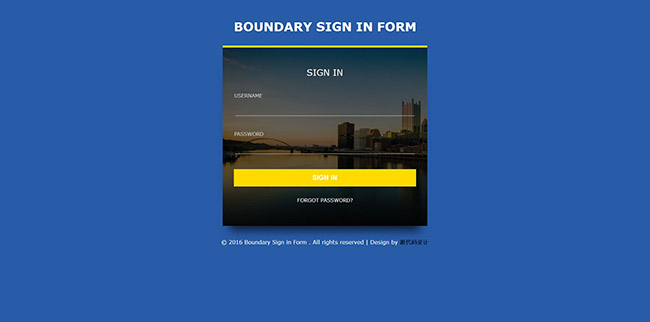 BOUNDARY SIGN IN FORM
SIGN IN
USERNAME
PASSWORD
SIGN IN
FORGOT PASSWORD?
© 2016 Boundary Sign in Form . All rights reserved | Design by